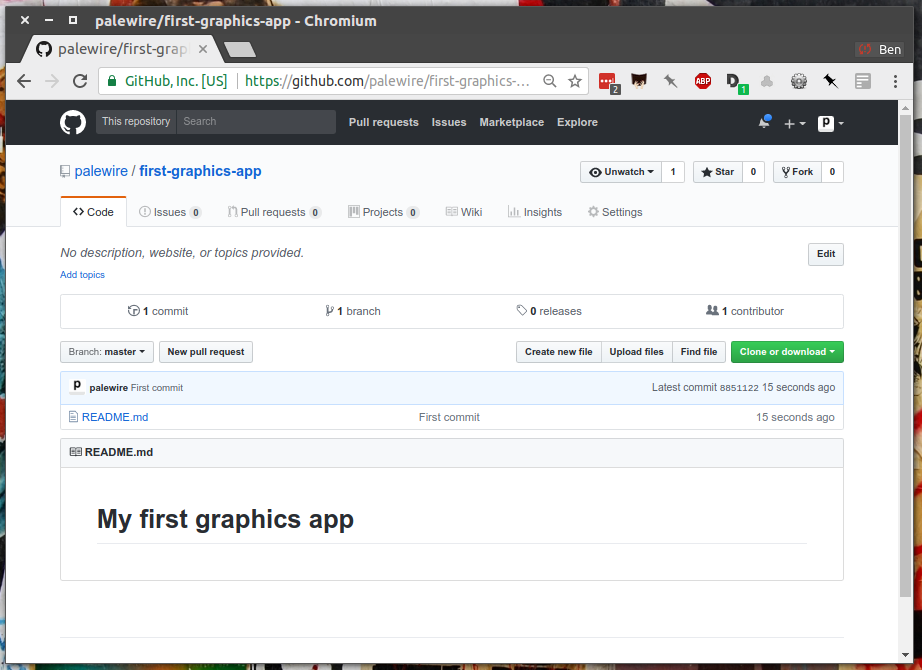 palewire/first-graphics-app - Chromium
palewire/first-grap
Ben
GitHub, Inc. [US] https://github.com/palewire/first-graphics-...
2 ABP D 1
This repository Search Pull requests Issues Marketplace Explore
p
palewire / first-graphics-app
Unwatch 1 Star 0 Fork 0
Code Issues 0 Pull requests 0 Projects 0 Wiki Insights Settings
No description, website, or topics provided. Edit
Add topics
1 commit 1 branch 0 releases 1 contributor
Branch: master New pull request Create new file Upload files Find file Clone or download
p palewire First commit Latest commit 8851122 15 seconds ago
README.md First commit 15 seconds ago
README.md
My first graphics app